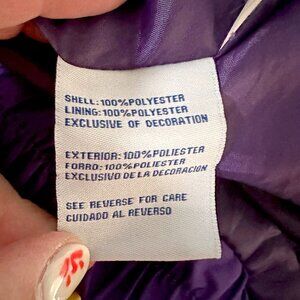 SHELL: 100%POLYESTER
LINING: 100%POLYESTER
EXCLUSIVE OF DECORATION
EXTERIOR: 100%POLIESTER
FORRO: 100%POLIESTER
EXCLUSIVO DE LA DECORACION
SEE REVERSE FOR CARE
CUIDADO AL REVERSO